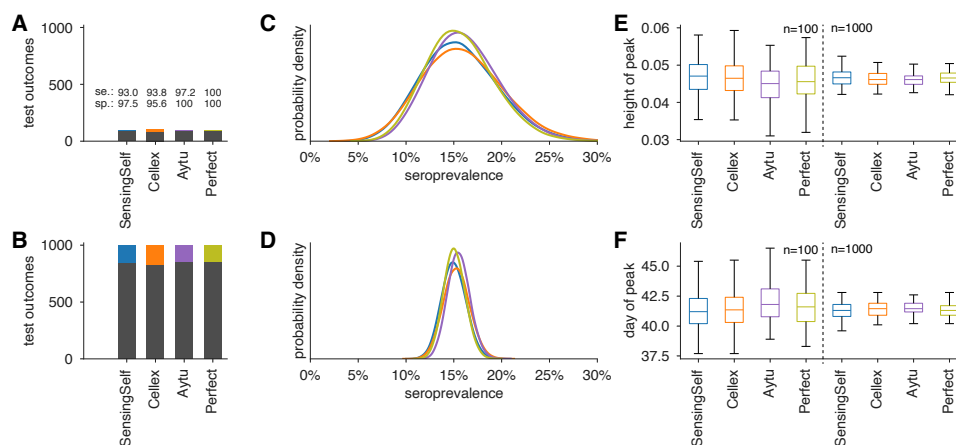 A
test outcomes
1000
500
0
se.: 93.0 93.8 97.2 100
sp.: 97.5 95.6 100 100
SensingSelf
Cellex
Aytu
Perfect
B
test outcomes
1000
500
0
SensingSelf
Cellex
Aytu
Perfect
C
probability density
0% 5% 10% 15% 20% 25% 30%
seroprevalence
D
probability density
0% 5% 10% 15% 20% 25% 30%
seroprevalence
E
height of peak
0.06
0.05
0.04
0.03
n=100
n=1000
SensingSelf
Cellex
Aytu
Perfect
SensingSelf
Cellex
Aytu
Perfect
F
day of peak
45.0
42.5
40.0
37.5
n=100
n=1000
SensingSelf
Cellex
Aytu
Perfect
SensingSelf
Cellex
Aytu
Perfect